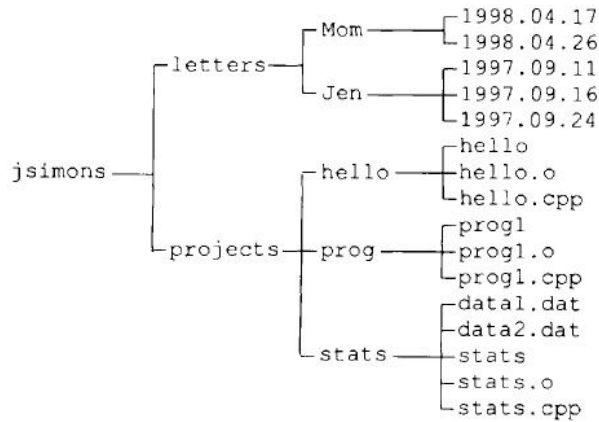 1998.04.17
Mom
1998.04.26
letters
1997.09.11
Jen
1997.09.16
1997.09.24
hello
jsimons
hello
hello.o
hello.cpp
prog1
projects
prog
prog1.o
prog1.cpp
data1.dat
data2.dat
stats
stats
stats.o
stats.cpp